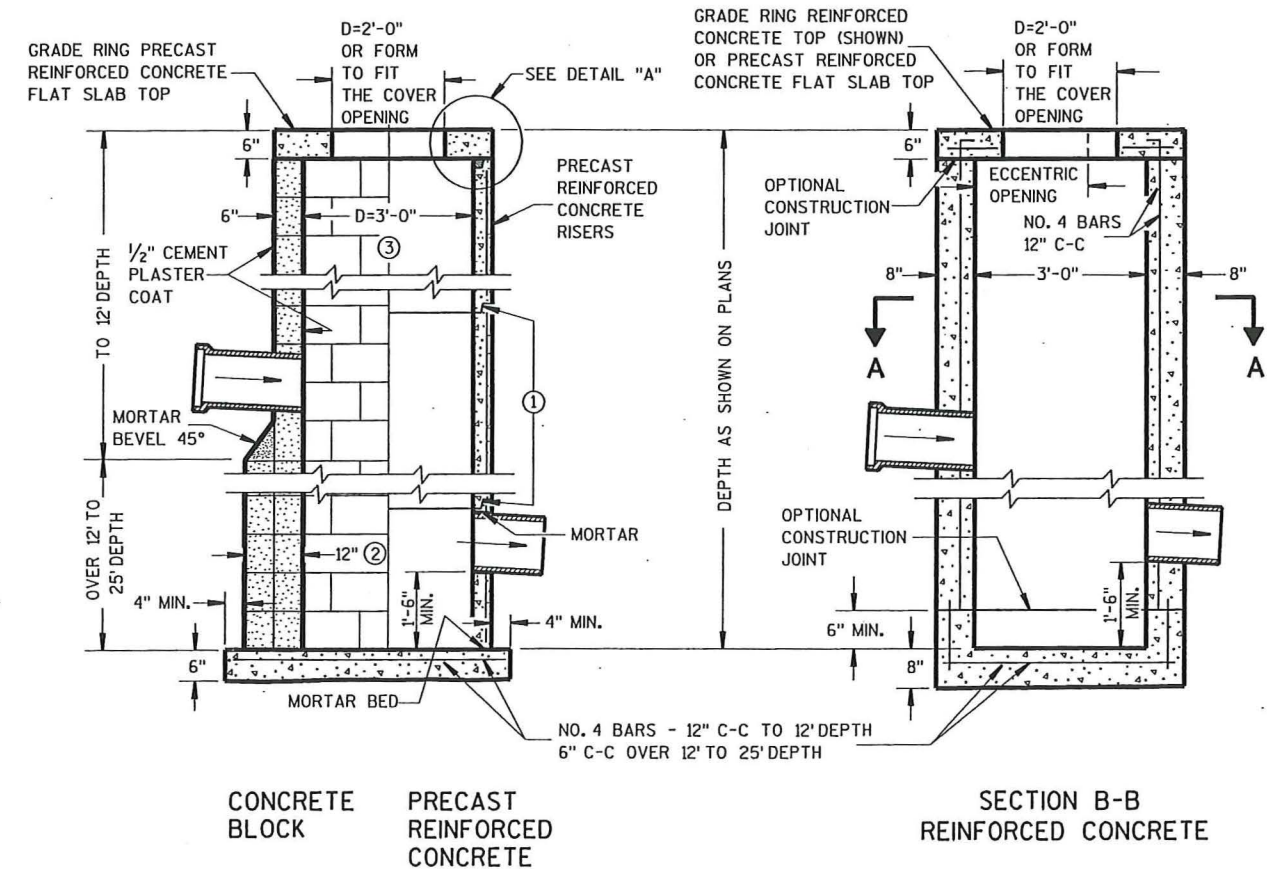 GRADE RING PRECAST
REINFORCED CONCRETE
FLAT SLAB TOP
D=2'-0"
OR FORM
TO FIT
THE COVER
OPENING
SEE DETAIL "A"
6"
PRECAST
REINFORCED
CONCRETE
RISERS
6"
D=3'-0"
③
1/2" CEMENT
PLASTER
COAT
TO 12' DEPTH
①
MORTAR
BEVEL 45°
OVER 12' TO
25' DEPTH
12" ②
MORTAR
4" MIN.
1'-6"
MIN.
4" MIN.
6"
MORTAR BED
NO. 4 BARS - 12" C-C TO 12' DEPTH
6" C-C OVER 12' TO 25' DEPTH
CONCRETE
BLOCK
PRECAST
REINFORCED
CONCRETE
GRADE RING REINFORCED
CONCRETE TOP (SHOWN)
OR PRECAST REINFORCED
CONCRETE FLAT SLAB TOP
D=2'-0"
OR FORM
TO FIT
THE COVER
OPENING
6"
OPTIONAL
CONSTRUCTION
JOINT
ECCENTRIC
OPENING
NO. 4 BARS
12" C-C
8"
3'-0"
8"
A
A
DEPTH AS SHOWN ON PLANS
OPTIONAL
CONSTRUCTION
JOINT
1'-6"
MIN.
6" MIN.
8"
SECTION B-B
REINFORCED CONCRETE